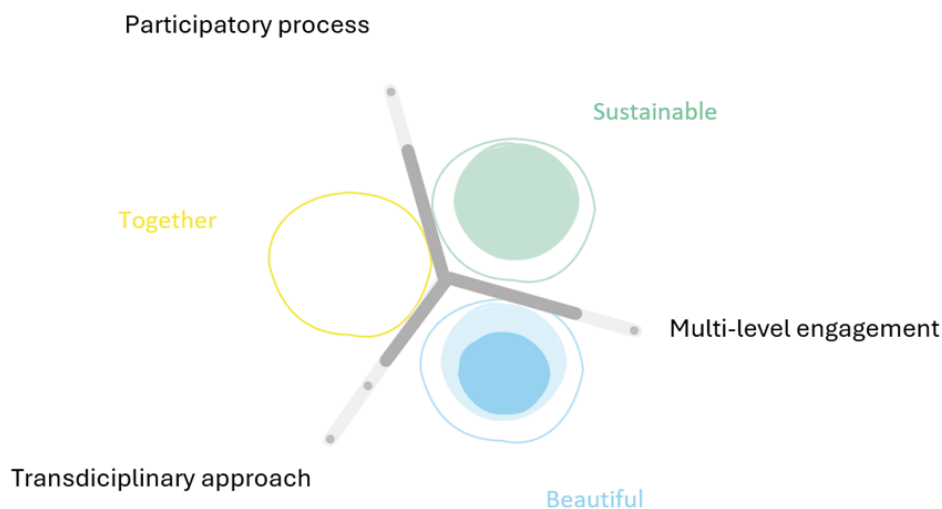 Participatory process
Sustainable
Together
Multi-level engagement
Transdiciplinary approach
Beautiful